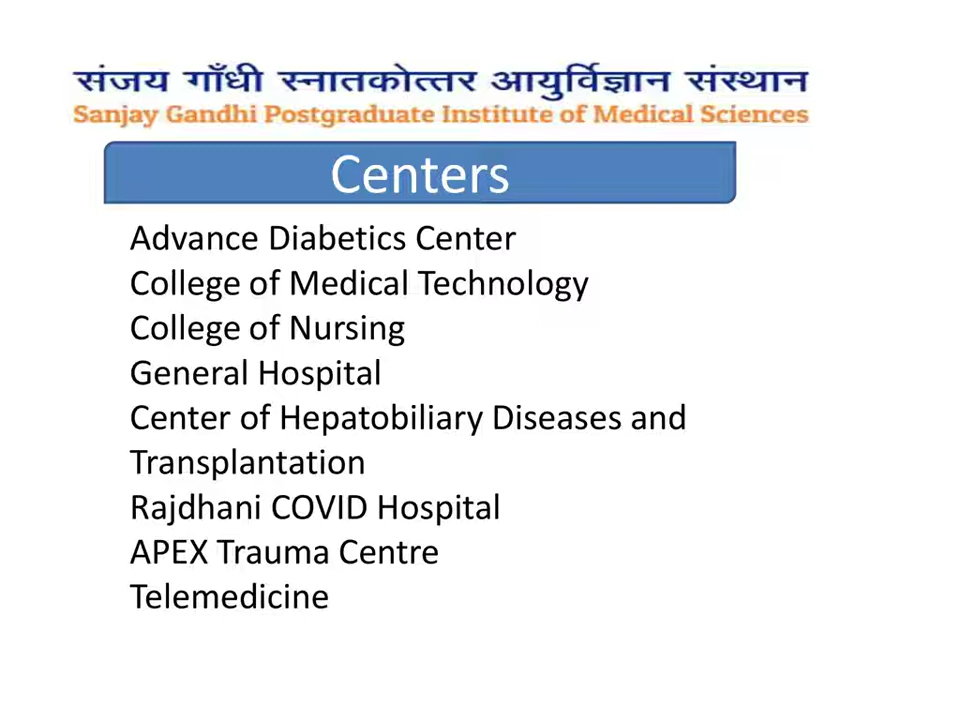 संजय गाँधी स्नातकोत्तर आयुर्विज्ञान संस्थान
Sanjay Gandhi Postgraduate Institute of Medical Sciences
Centers
Advance Diabetics Center
College of Medical Technology
College of Nursing
General Hospital
Center of Hepatobiliary Diseases and
Transplantation
Rajdhani COVID Hospital
APEX Trauma Centre
Telemedicine